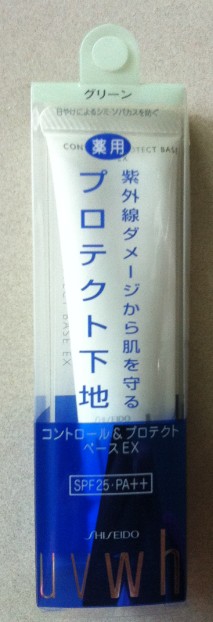 グリーン
日やけによるシミ ソバカスを防ぐ
薬用
紫外線ダメージから肌を守る
プロテクト下地
BASE EX
コントロール&プロテクト
ベースEX
SPF25・PA++
SHISEIDO
uvwh